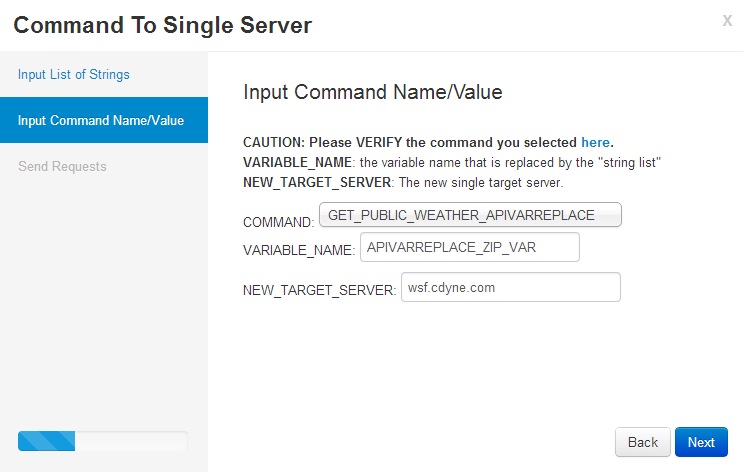 Command To Single Server
x
Input List of Strings
Input Command Name/Value
Send Requests
Input Command Name/Value
CAUTION: Please VERIFY the command you selected here.
VARIABLE_NAME: the variable name that is replaced by the "string list"
NEW_TARGET_SERVER: The new single target server.
COMMAND: GET_PUBLIC_WEATHER_APIVARREPLACE
VARIABLE_NAME: APIVARREPLACE_ZIP_VAR
NEW_TARGET_SERVER: wsf.cdyne.com
Back Next